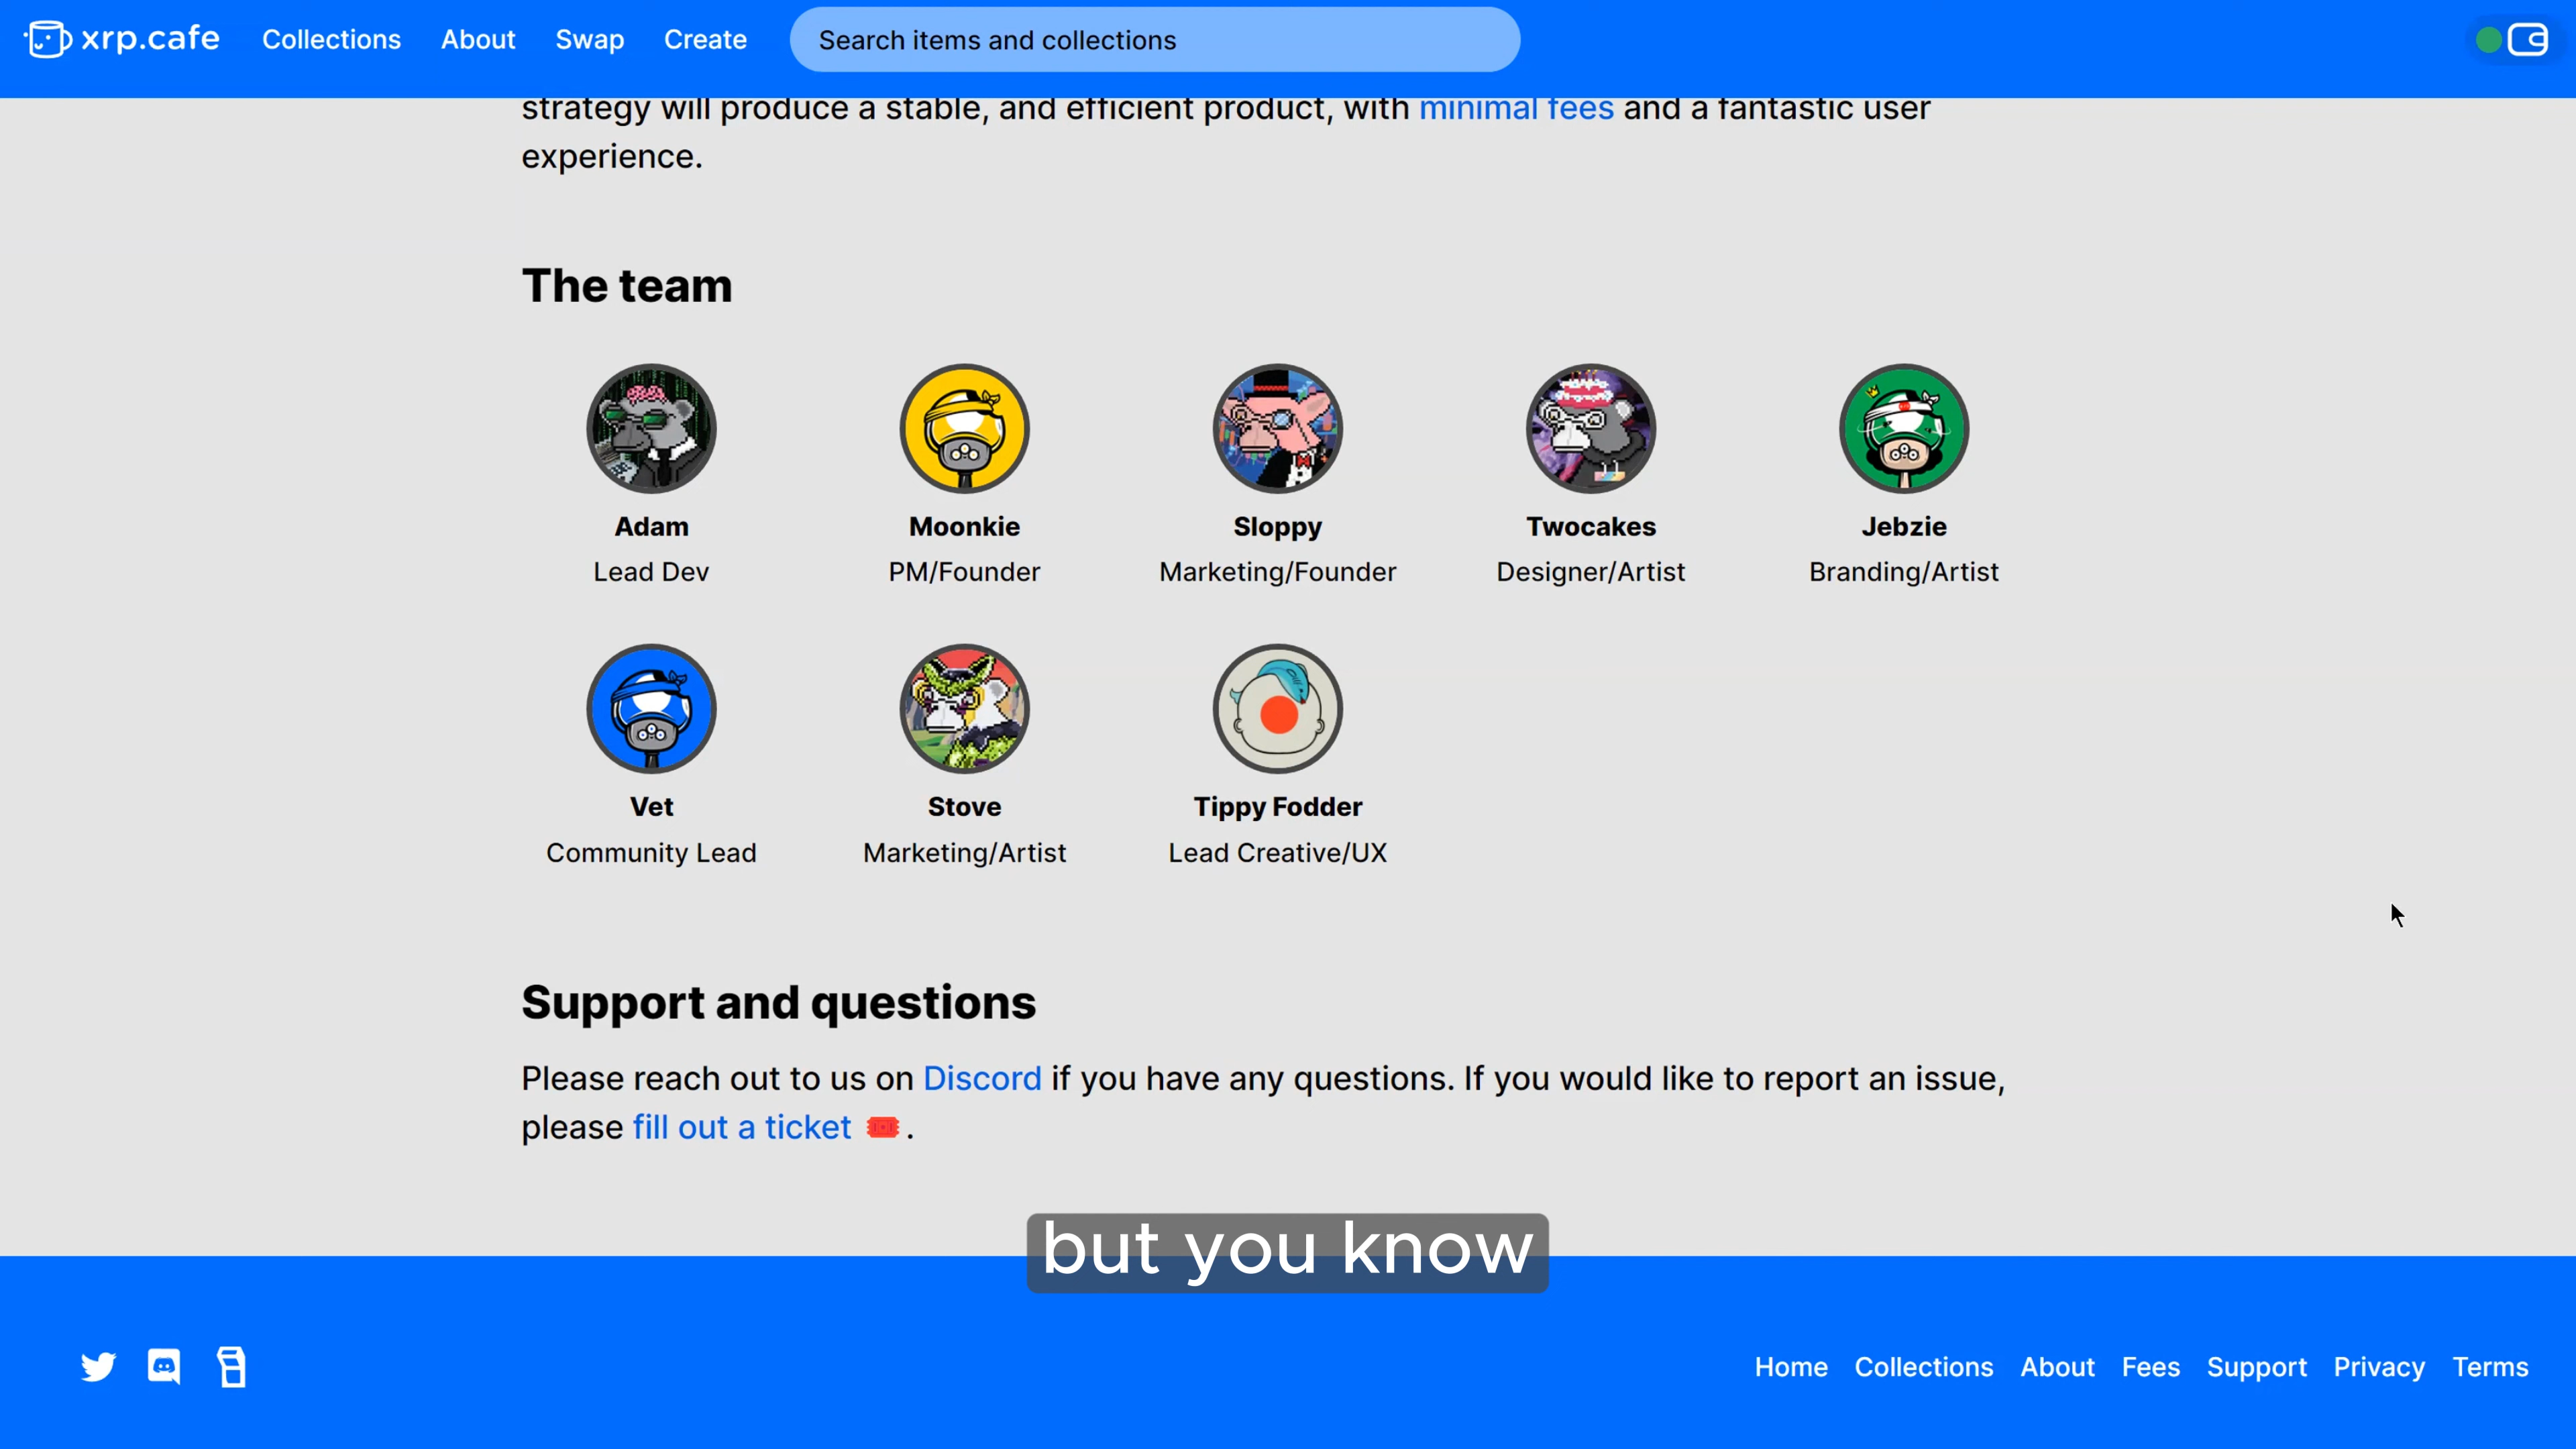 xrp.cafe Collections About Swap Create Search items and collections
strategy will produce a stable, and efficient product, with minimal fees and a fantastic user
experience.
The team
Adam Moonkie Sloppy Twocakes Jebzie
Lead Dev PM/Founder Marketing/Founder Designer/Artist Branding/Artist
Vet Stove Tippy Fodder
Community Lead Marketing/Artist Lead Creative/UX
Support and questions
Please reach out to us on Discord if you have any questions. If you would like to report an issue,
please fill out a ticket .
but you know
Home Collections About Fees Support Privacy Terms